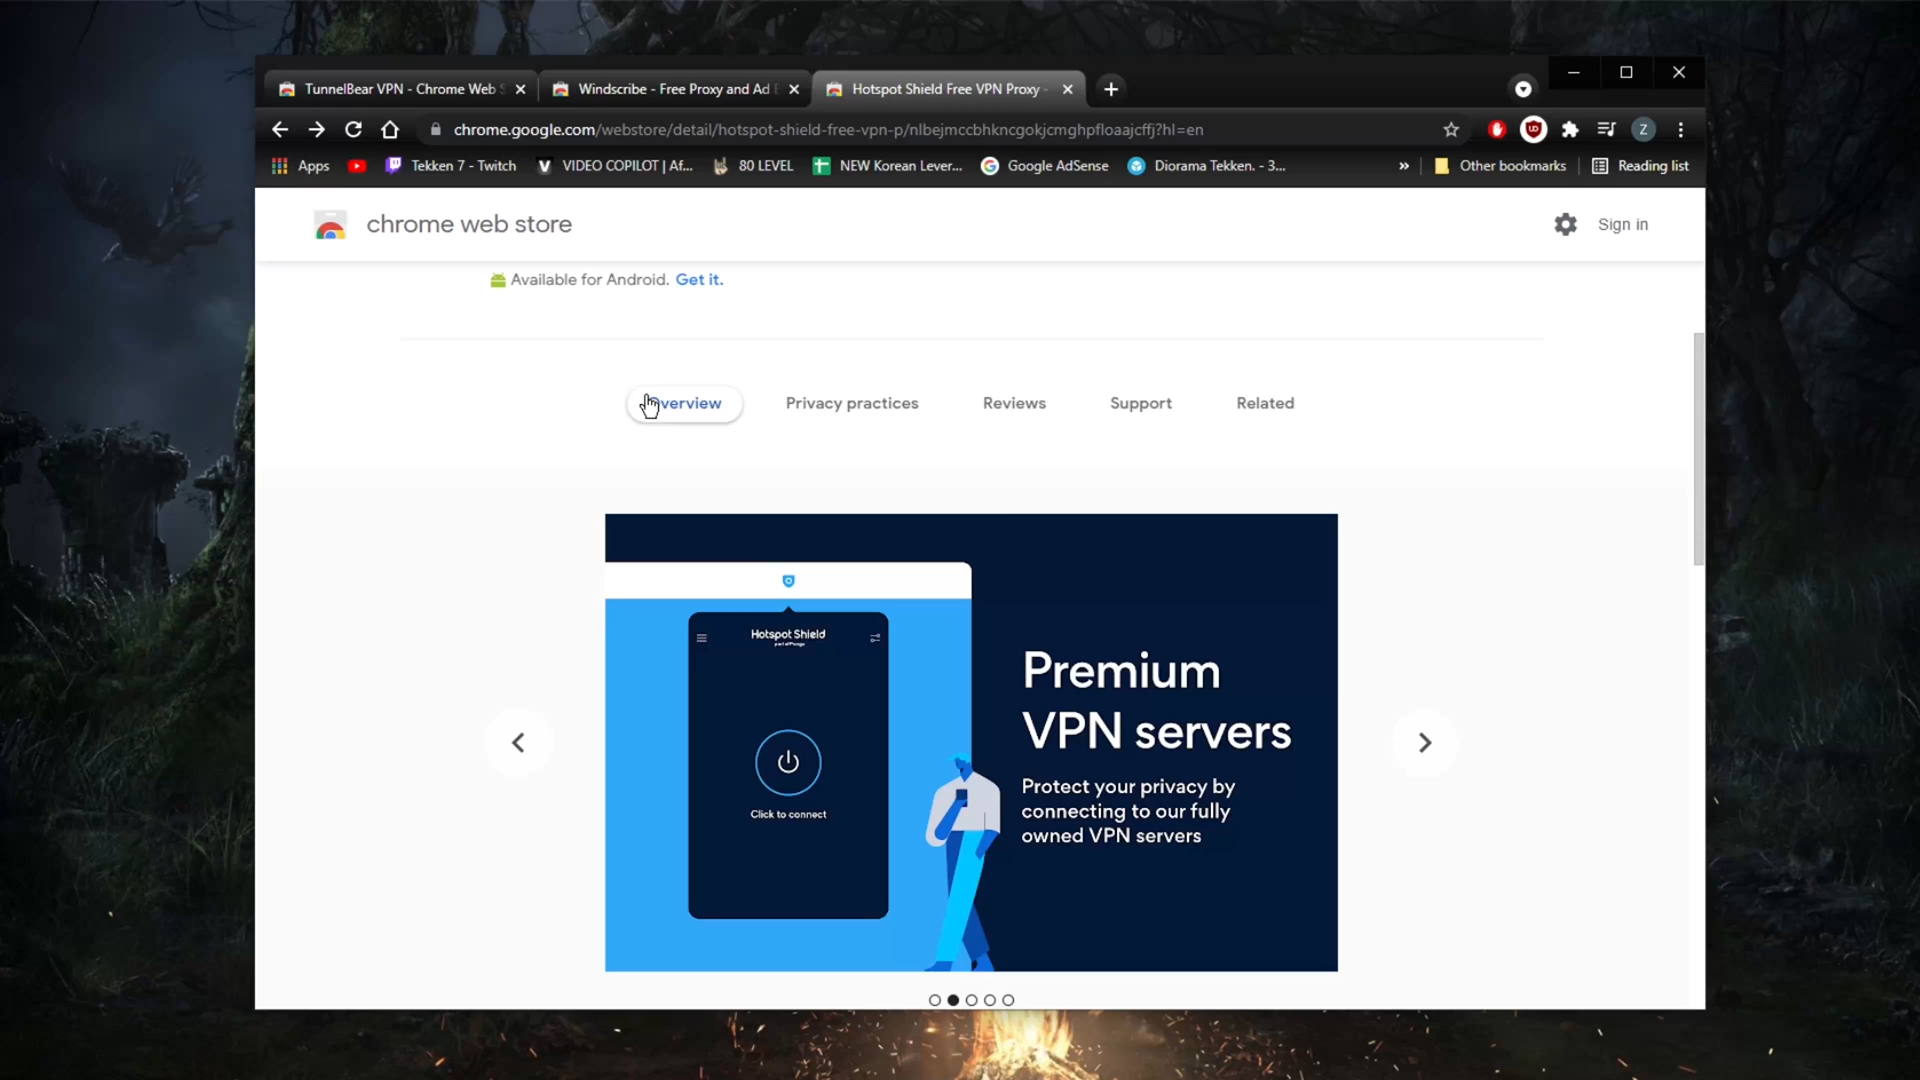 TunnelBear VPN - Chrome Web S
Windscribe - Free Proxy and Ad B
Hotspot Shield Free VPN Proxy -
chrome.google.com/webstore/detail/hotspot-shield-free-vpn-p/nlbejmccbhkncgokjcmghpfloaajcffj?hl=en
Z
Apps
Tekken 7 - Twitch
VIDEO COPILOT | Af...
80 LEVEL
NEW Korean Lever...
Google AdSense
Diorama Tekken. - 3...
»
Other bookmarks
Reading list
chrome web store
Sign in
Available for Android. Get it.
Overview
Privacy practices
Reviews
Support
Related
Hotspot Shield
Click to connect
Premium
VPN servers
Protect your privacy by
connecting to our fully
owned VPN servers